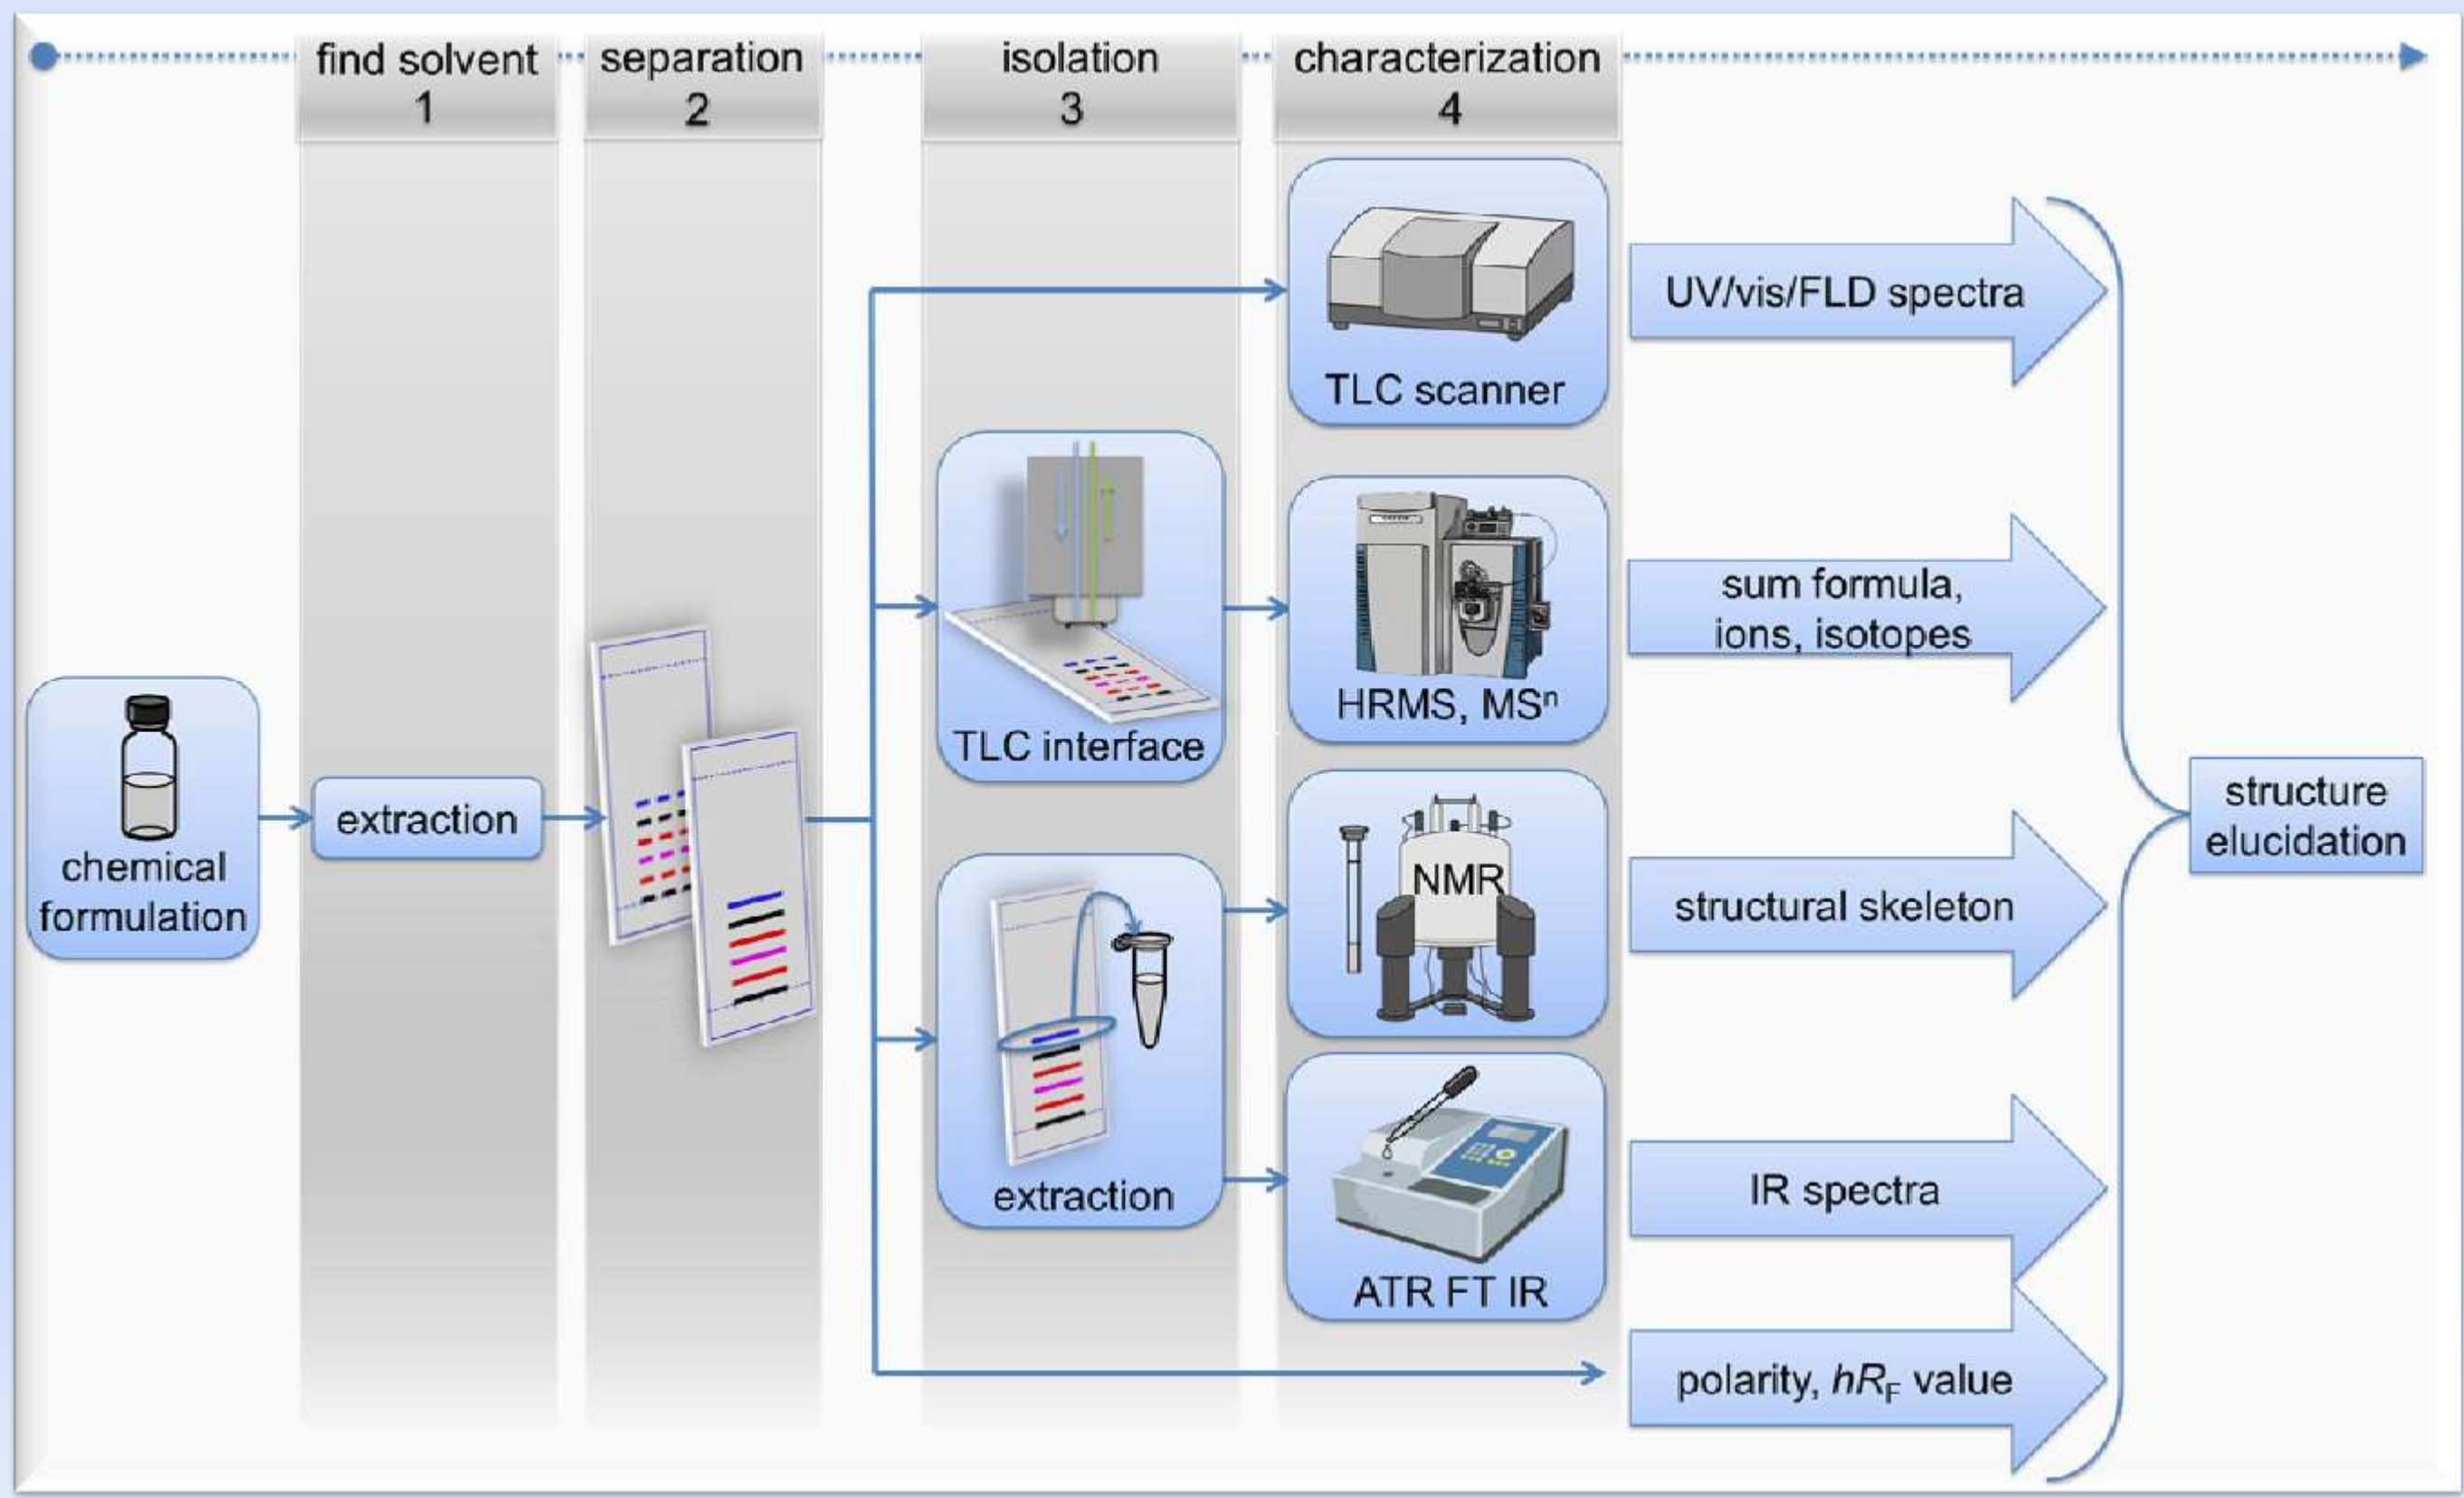 find solvent
1
separation
2
isolation
3
characterization
4
chemical
formulation
extraction
TLC interface
extraction
TLC scanner
HRMS, MSⁿ
NMR
ATR FT IR
UV/vis/FLD spectra
sum formula,
ions, isotopes
structural skeleton
IR spectra
polarity, hRF value
structure
elucidation